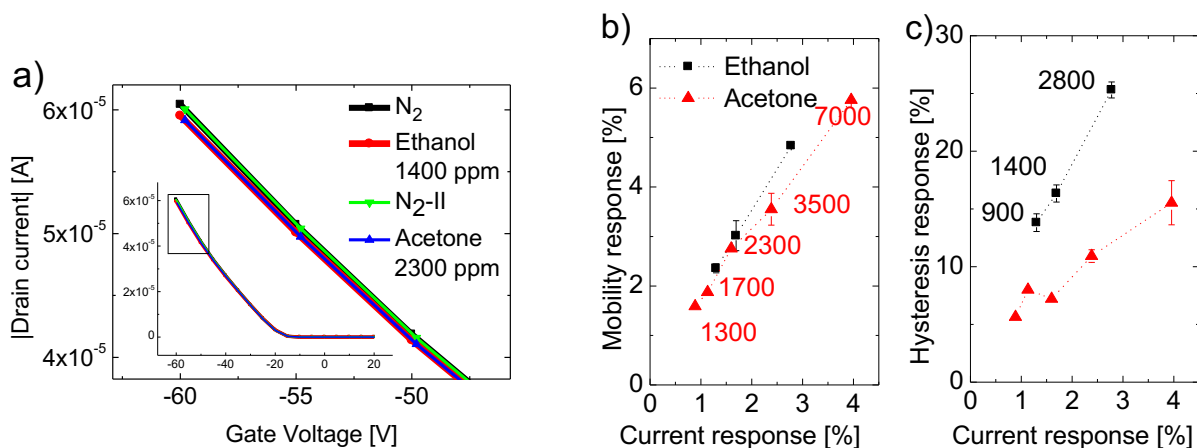 a)
6x10⁻⁵
5x10⁻⁵
4x10⁻⁵
|Drain current| [A]
-60
-55
-50
Gate Voltage [V]
N₂
Ethanol
1400 ppm
N₂-II
Acetone
2300 ppm
6x10⁻⁵
4x10⁻⁵
2x10⁻⁵
0
-60
-40
-20
0
20
b)
Mobility response [%]
8
6
4
2
0
Ethanol
Acetone
7000
3500
2300
1700
1300
0 1 2 3 4
Current response [%]
c)
Hysteresis response [%]
30
20
10
0
2800
1400
900
0 1 2 3 4
Current response [%]